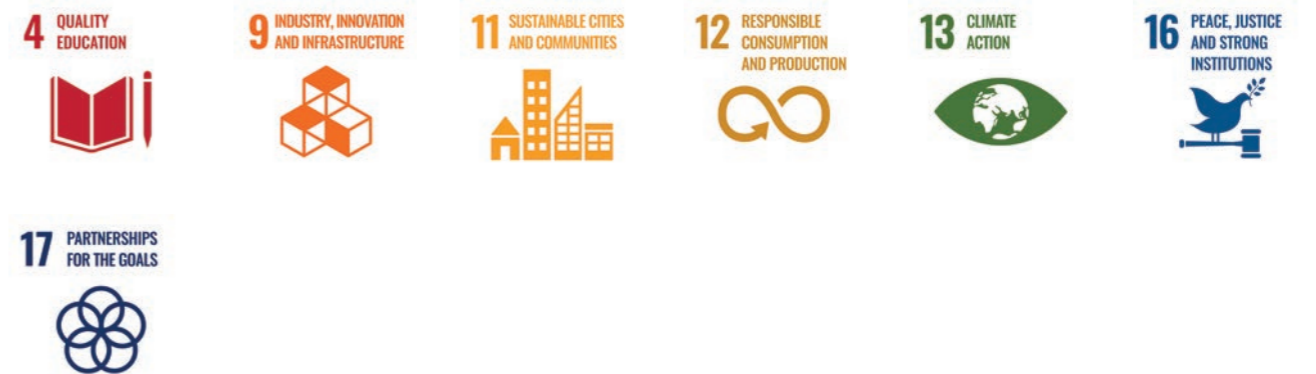 4 QUALITY
EDUCATION
9 INDUSTRY, INNOVATION
AND INFRASTRUCTURE
11 SUSTAINABLE CITIES
AND COMMUNITIES
12 RESPONSIBLE
CONSUMPTION
AND PRODUCTION
13 CLIMATE
ACTION
16 PEACE, JUSTICE
AND STRONG
INSTITUTIONS
17 PARTNERSHIPS
FOR THE GOALS